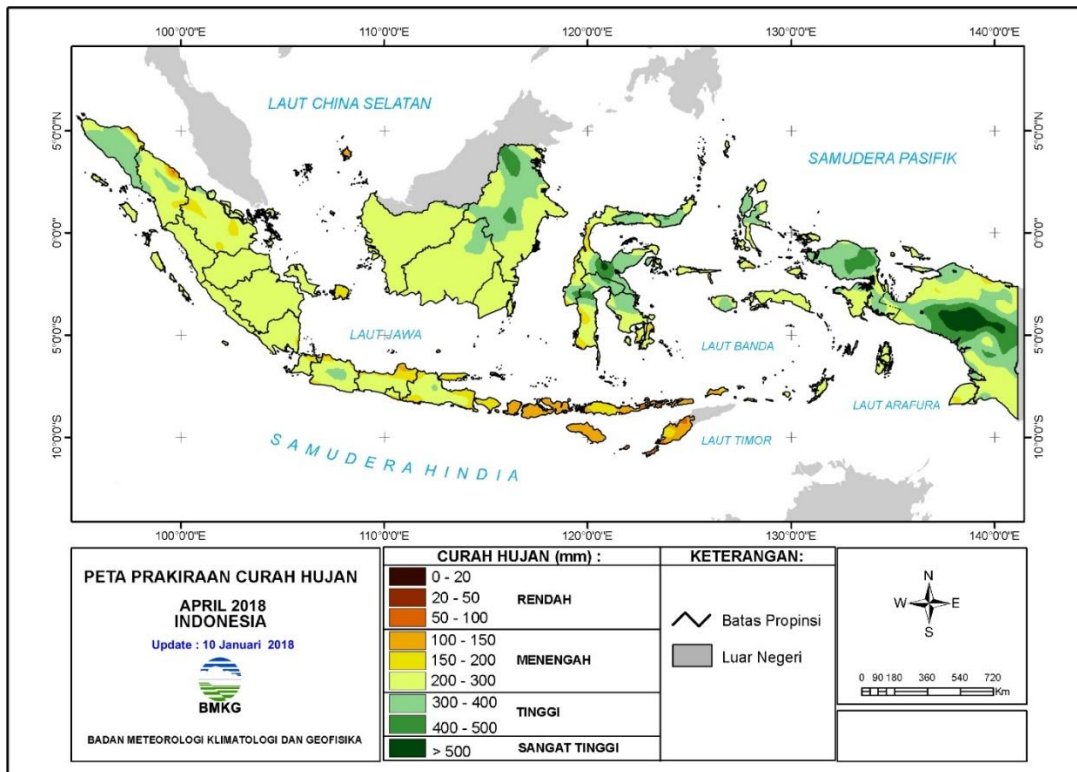 100°0'0"E 110°0'0"E 120°0'0"E 130°0'0"E 140°0'0"E
LAUT CHINA SELATAN
SAMUDERA PASIFIK
5°0'0"N 5°0'0"N
0°0'0" 0°0'0"
5°0'0"S 5°0'0"S
10°0'0"S 10°0'0"S
LAUT JAWA
LAUT BANDA
LAUT ARAFURA
LAUT TIMOR
SAMUDERA HINDIA
100°0'0"E 110°0'0"E 120°0'0"E 130°0'0"E 140°0'0"E
PETA PRAKIRAAN CURAH HUJAN
APRIL 2018
INDONESIA
Update : 10 Januari 2018
BMKG
BADAN METEOROLOGI KLIMATOLOGI DAN GEOFISIKA
CURAH HUJAN (mm) :
0 - 20
20 - 50
50 - 100
RENDAH
100 - 150
150 - 200
200 - 300
MENENGAH
300 - 400
400 - 500
TINGGI
> 500
SANGAT TINGGI
KETERANGAN:
Batas Propinsi
Luar Negeri
N
W E
S
0 90 180 360 540 720
Km